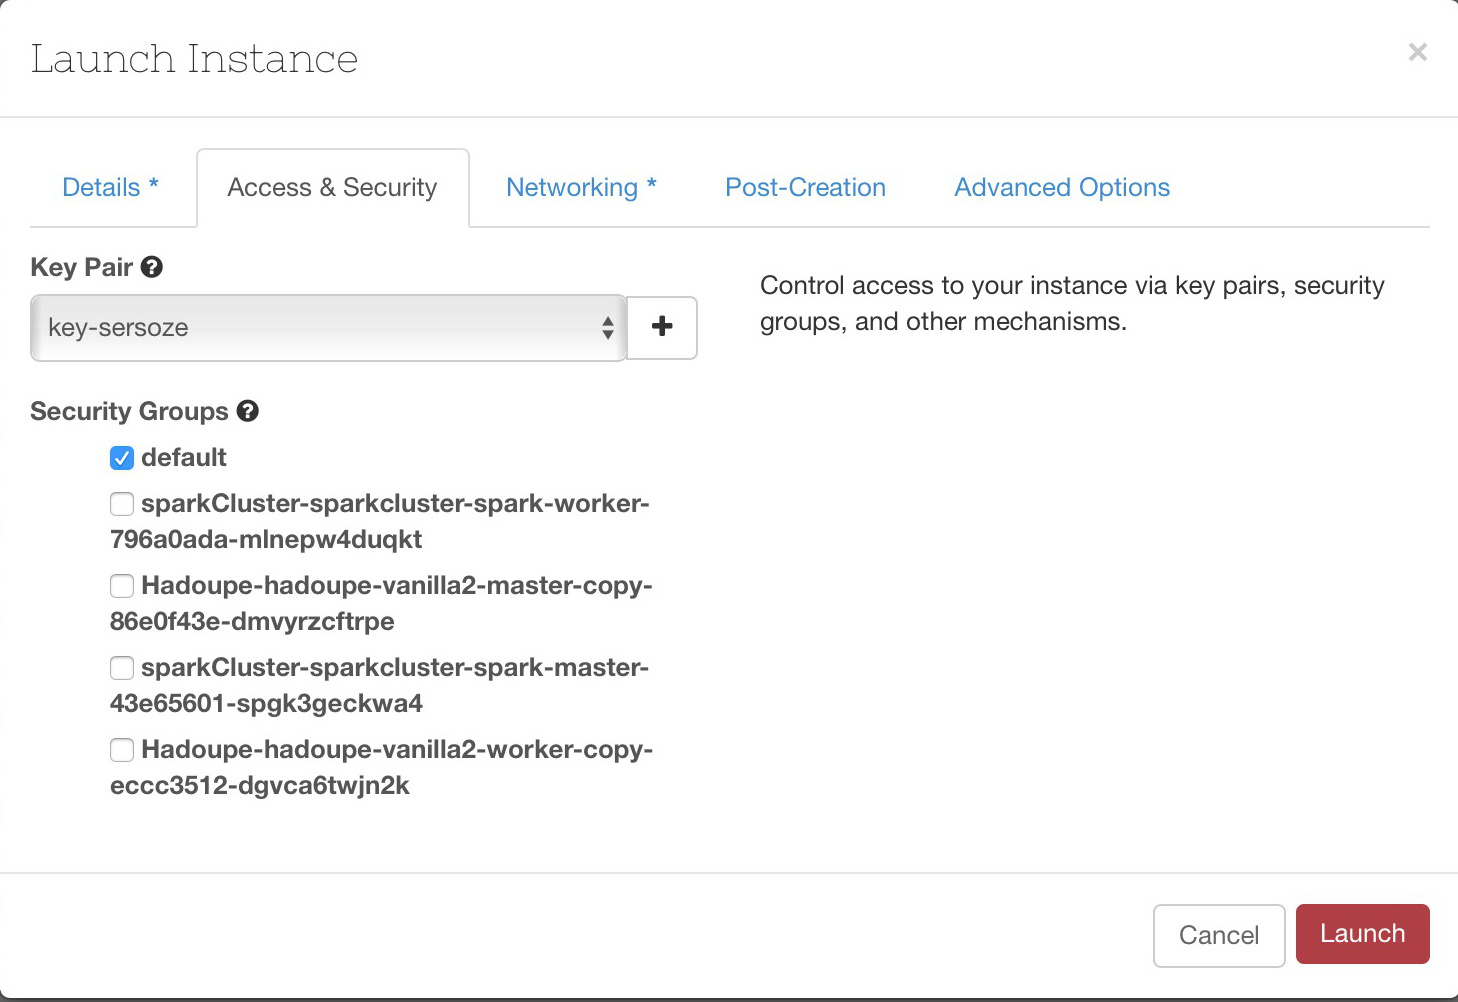 Launch Instance
×
Details *
Access & Security
Networking *
Post-Creation
Advanced Options
Key Pair
key-sersoze
+
Control access to your instance via key pairs, security
groups, and other mechanisms.
Security Groups
default
sparkCluster-sparkcluster-spark-worker-
796a0ada-mlnepw4duqkt
Hadoupe-hadoupe-vanilla2-master-copy-
86e0f43e-dmvyrzcftrpe
sparkCluster-sparkcluster-spark-master-
43e65601-spgk3geckwa4
Hadoupe-hadoupe-vanilla2-worker-copy-
eccc3512-dgvca6twjn2k
Cancel
Launch